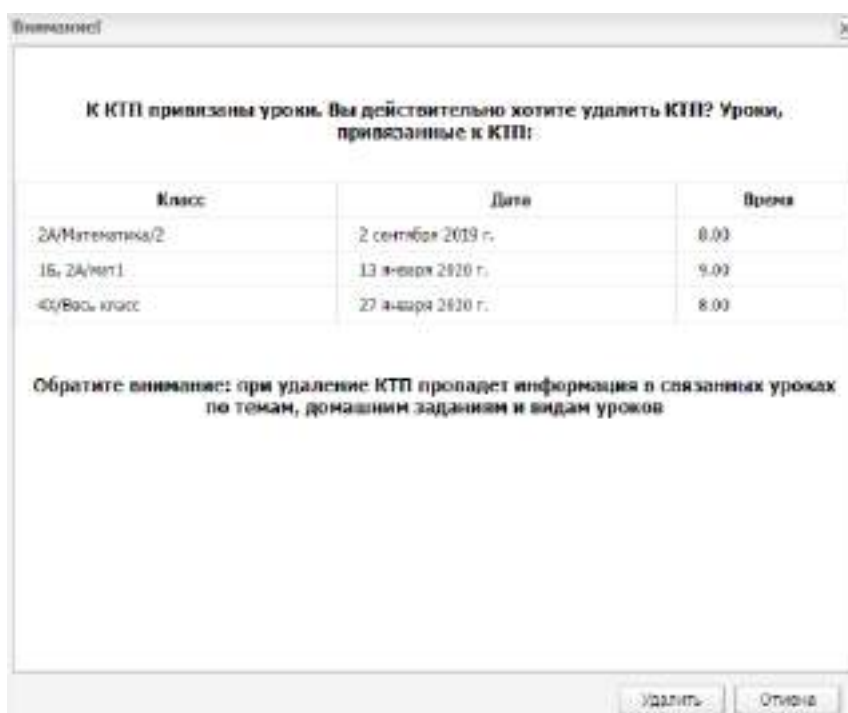 Внимание!
К КТП привязаны уроки. Вы действительно хотите удалить КТП? Уроки,
привязанные к КТП:
Класс Дата Время
2А/Математика/2 2 сентября 2019 г. 8.00
1Б, 2А/мат1 13 января 2020 г. 9.00
4Х/Весь класс 27 января 2020 г. 8.00
Обратите внимание: при удаление КТП пропадет информация в связанных уроках
по темам, домашним заданиям и видам уроков
Удалить Отмена